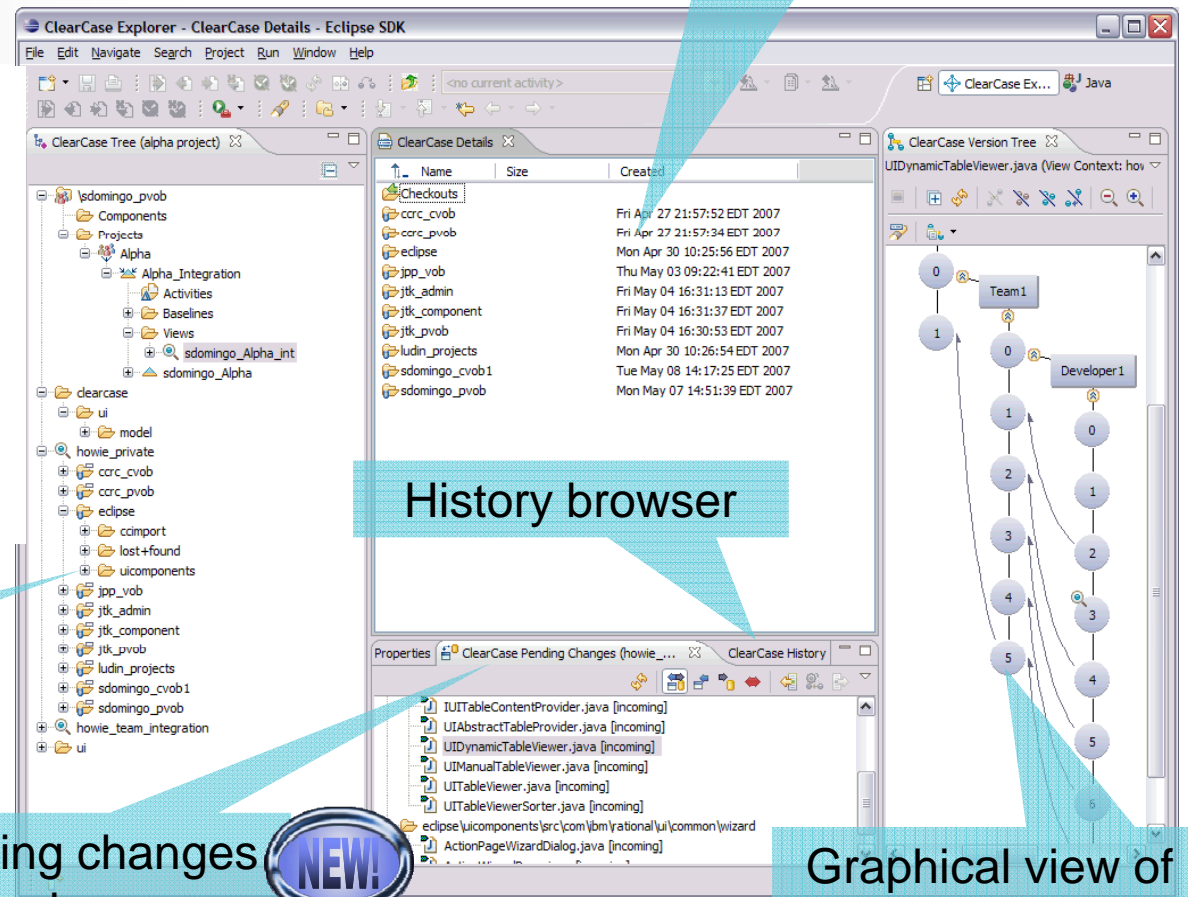 ClearCase Explorer - ClearCase Details - Eclipse SDK
File Edit Navigate Search Project Run Window Help
<no current activity>
ClearCase Ex... Java
ClearCase Tree (alpha project)
\sdomingo_pvob
Components
Projects
Alpha
Alpha_Integration
Activities
Baselines
Views
sdomingo_Alpha_int
sdomingo_Alpha
clearcase
ui
model
howie_private
ccrc_cvob
ccrc_pvob
eclipse
ccimport
lost+found
uicomponents
jpp_vob
jtk_admin
jtk_component
jtk_pvob
ludin_projects
sdomingo_cvob1
sdomingo_pvob
howie_team_integration
ui
ClearCase Details
Name Size Created
Checkouts
ccrc_cvob Fri Apr 27 21:57:52 EDT 2007
ccrc_pvob Fri Apr 27 21:57:34 EDT 2007
eclipse Mon Apr 30 10:25:56 EDT 2007
jpp_vob Thu May 03 09:22:41 EDT 2007
jtk_admin Fri May 04 16:31:13 EDT 2007
jtk_component Fri May 04 16:31:37 EDT 2007
jtk_pvob Fri May 04 16:30:53 EDT 2007
ludin_projects Mon Apr 30 10:26:54 EDT 2007
sdomingo_cvob1 Tue May 08 14:17:25 EDT 2007
sdomingo_pvob Mon May 07 14:51:39 EDT 2007
History browser
Properties ClearCase Pending Changes (howie_... ClearCase History
IUITableContentProvider.java [incoming]
UIAbstractTableProvider.java [incoming]
UIDynamicTableViewer.java [incoming]
UIManualTableViewer.java [incoming]
UITableViewer.java [incoming]
UITableViewerSorter.java [incoming]
eclipse\uicomponents\src\com\ibm\rational\ui\common\wizard
ActionPageWizardDialog.java [incoming]
ClearCase Version Tree
UIDynamicTableViewer.java (View Context: how
0
Team1
1
0
Developer1
1
0
2
1
3
2
4
3
5
4
5
6
ing changes
NEW!
Graphical view of